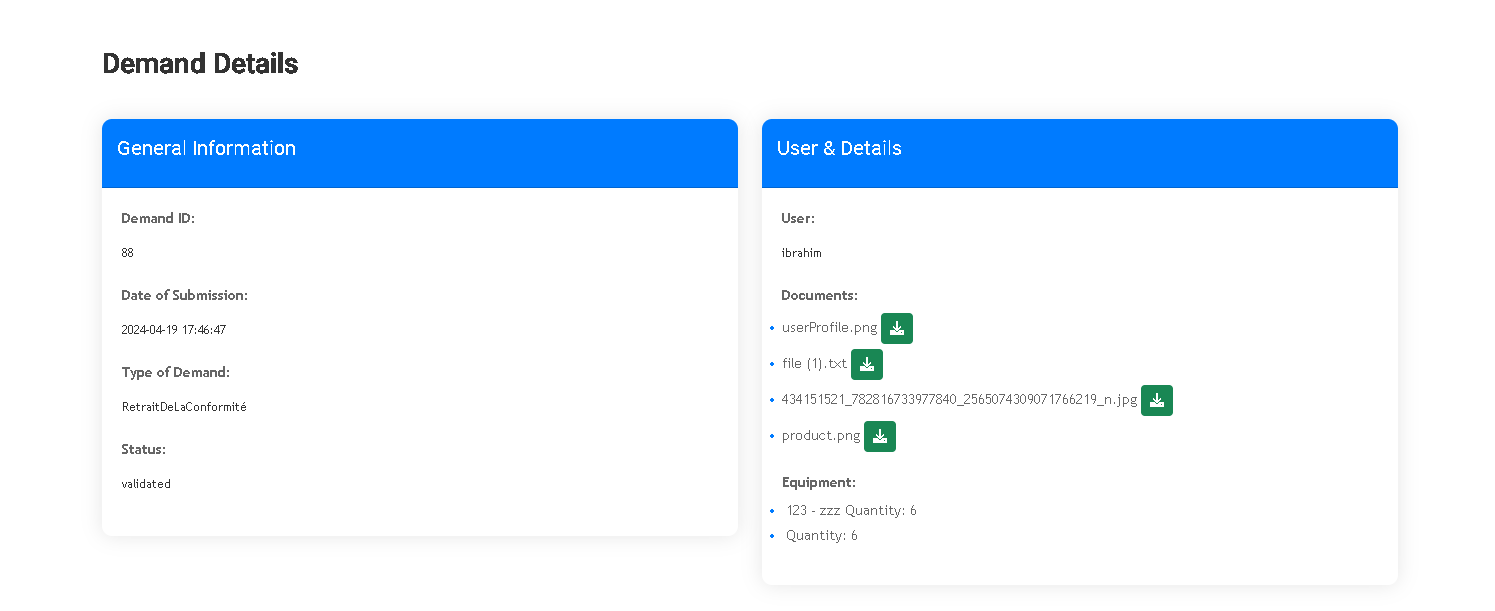 Demand Details
General Information
Demand ID:
88
Date of Submission:
2024-04-19 17:46:47
Type of Demand:
RetraitDeLaConformité
Status:
validated
User & Details
User:
ibrahim
Documents:
userProfile.png
file (1).txt
434151521_782816733977840_2565074309071766219_n.jpg
product.png
Equipment:
123 - zzz Quantity: 6
Quantity: 6